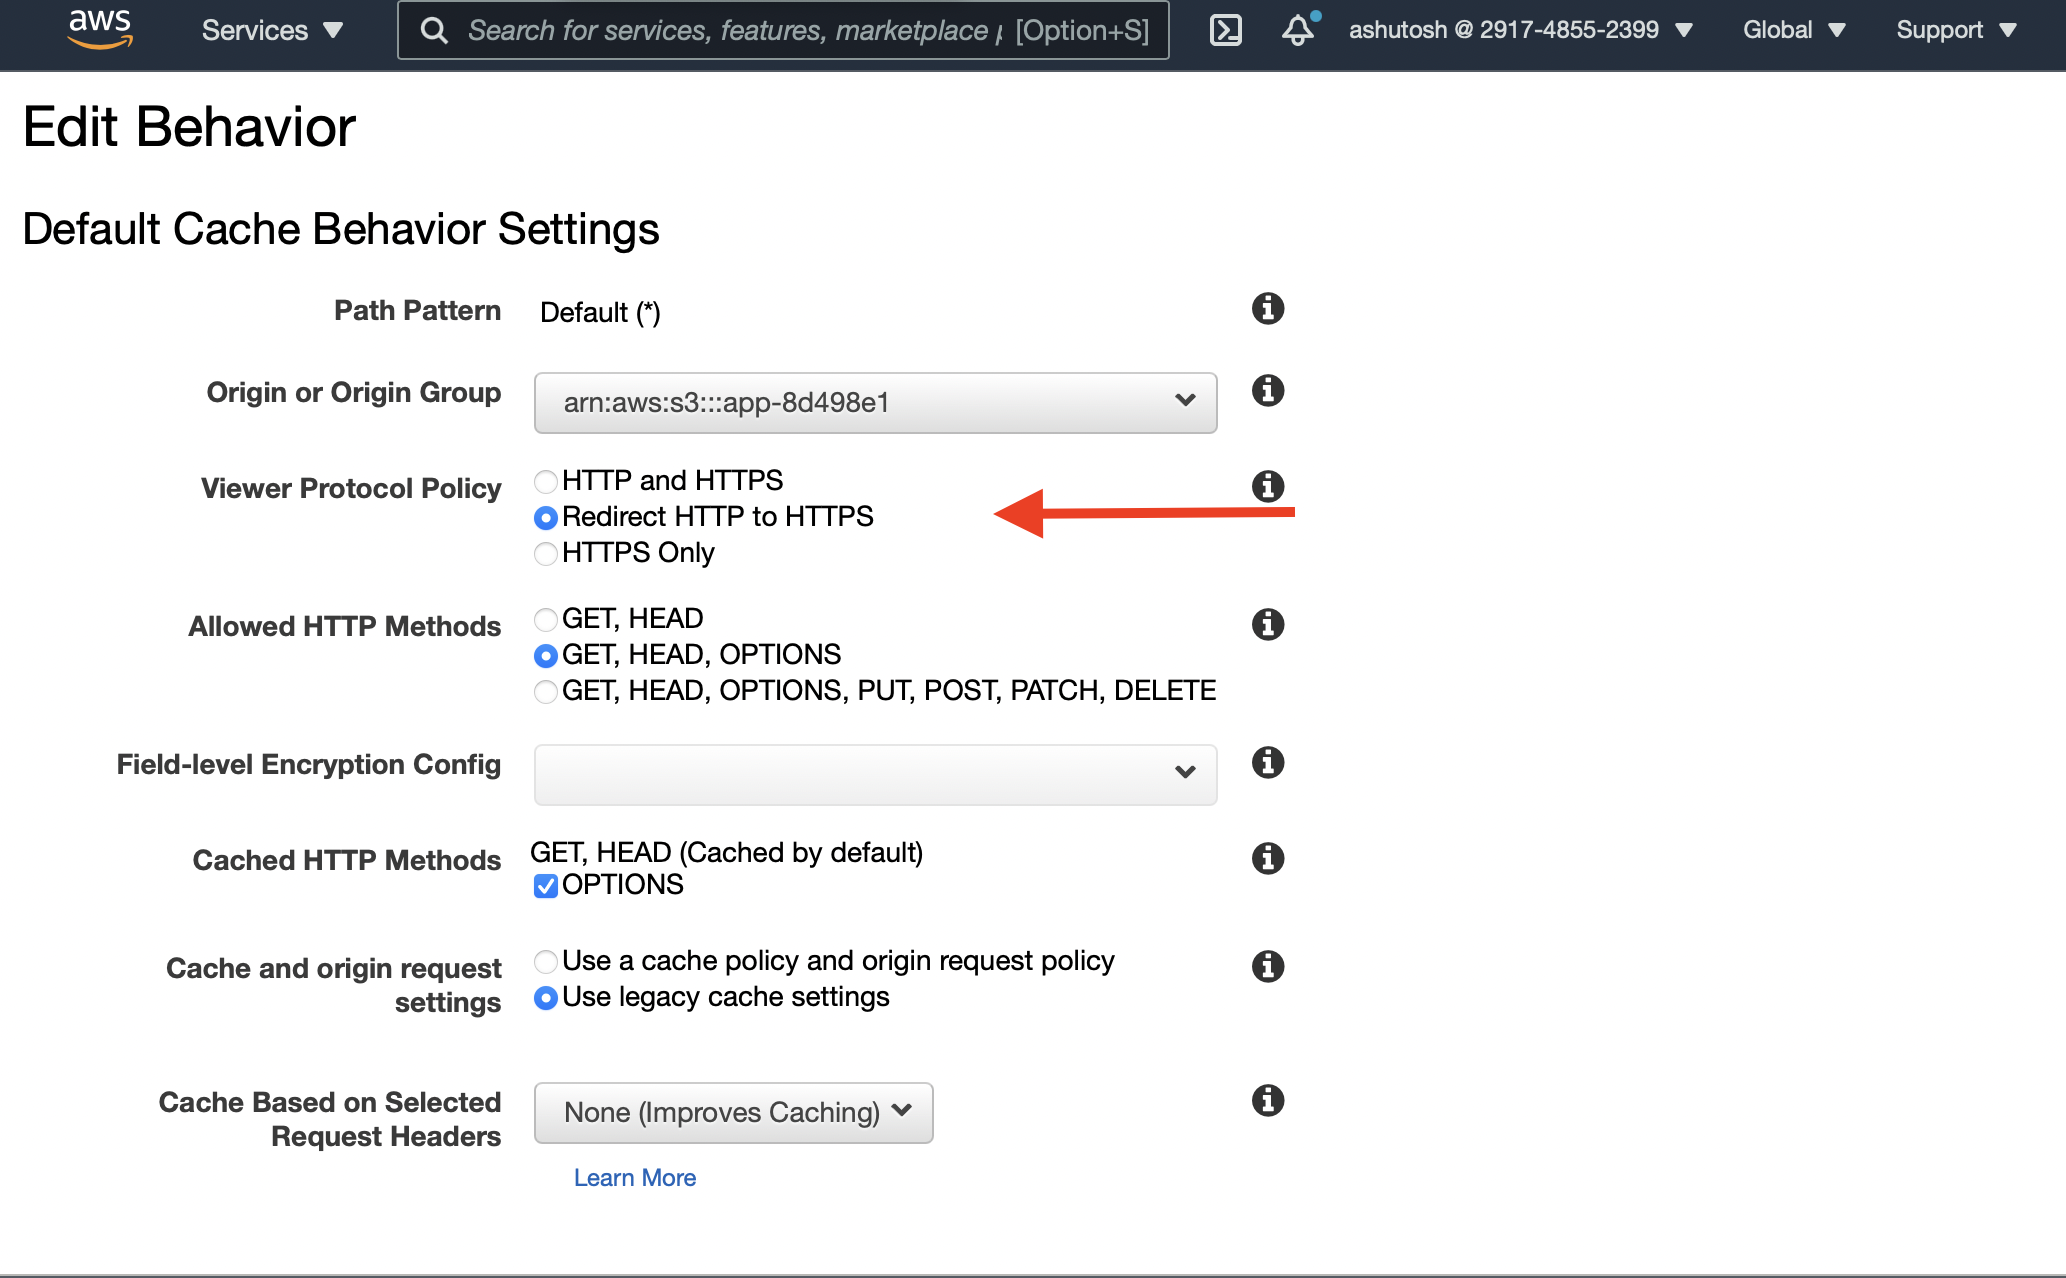 aws
Services
Search for services, features, marketplace p [Option+S]
ashutosh @ 2917-4855-2399
Global
Support
Edit Behavior
Default Cache Behavior Settings
Path Pattern
Default (*)
Origin or Origin Group
arn:aws:s3:::app-8d498e1
Viewer Protocol Policy
HTTP and HTTPS
Redirect HTTP to HTTPS
HTTPS Only
Allowed HTTP Methods
GET, HEAD
GET, HEAD, OPTIONS
GET, HEAD, OPTIONS, PUT, POST, PATCH, DELETE
Field-level Encryption Config
Cached HTTP Methods
GET, HEAD (Cached by default)
OPTIONS
Cache and origin request
settings
Use a cache policy and origin request policy
Use legacy cache settings
Cache Based on Selected
Request Headers
None (Improves Caching)
Learn More